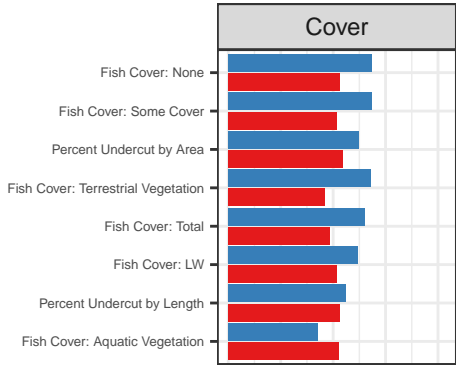 Cover
Fish Cover: None
Fish Cover: Some Cover
Percent Undercut by Area
Fish Cover: Terrestrial Vegetation
Fish Cover: Total
Fish Cover: LW
Percent Undercut by Length
Fish Cover: Aquatic Vegetation